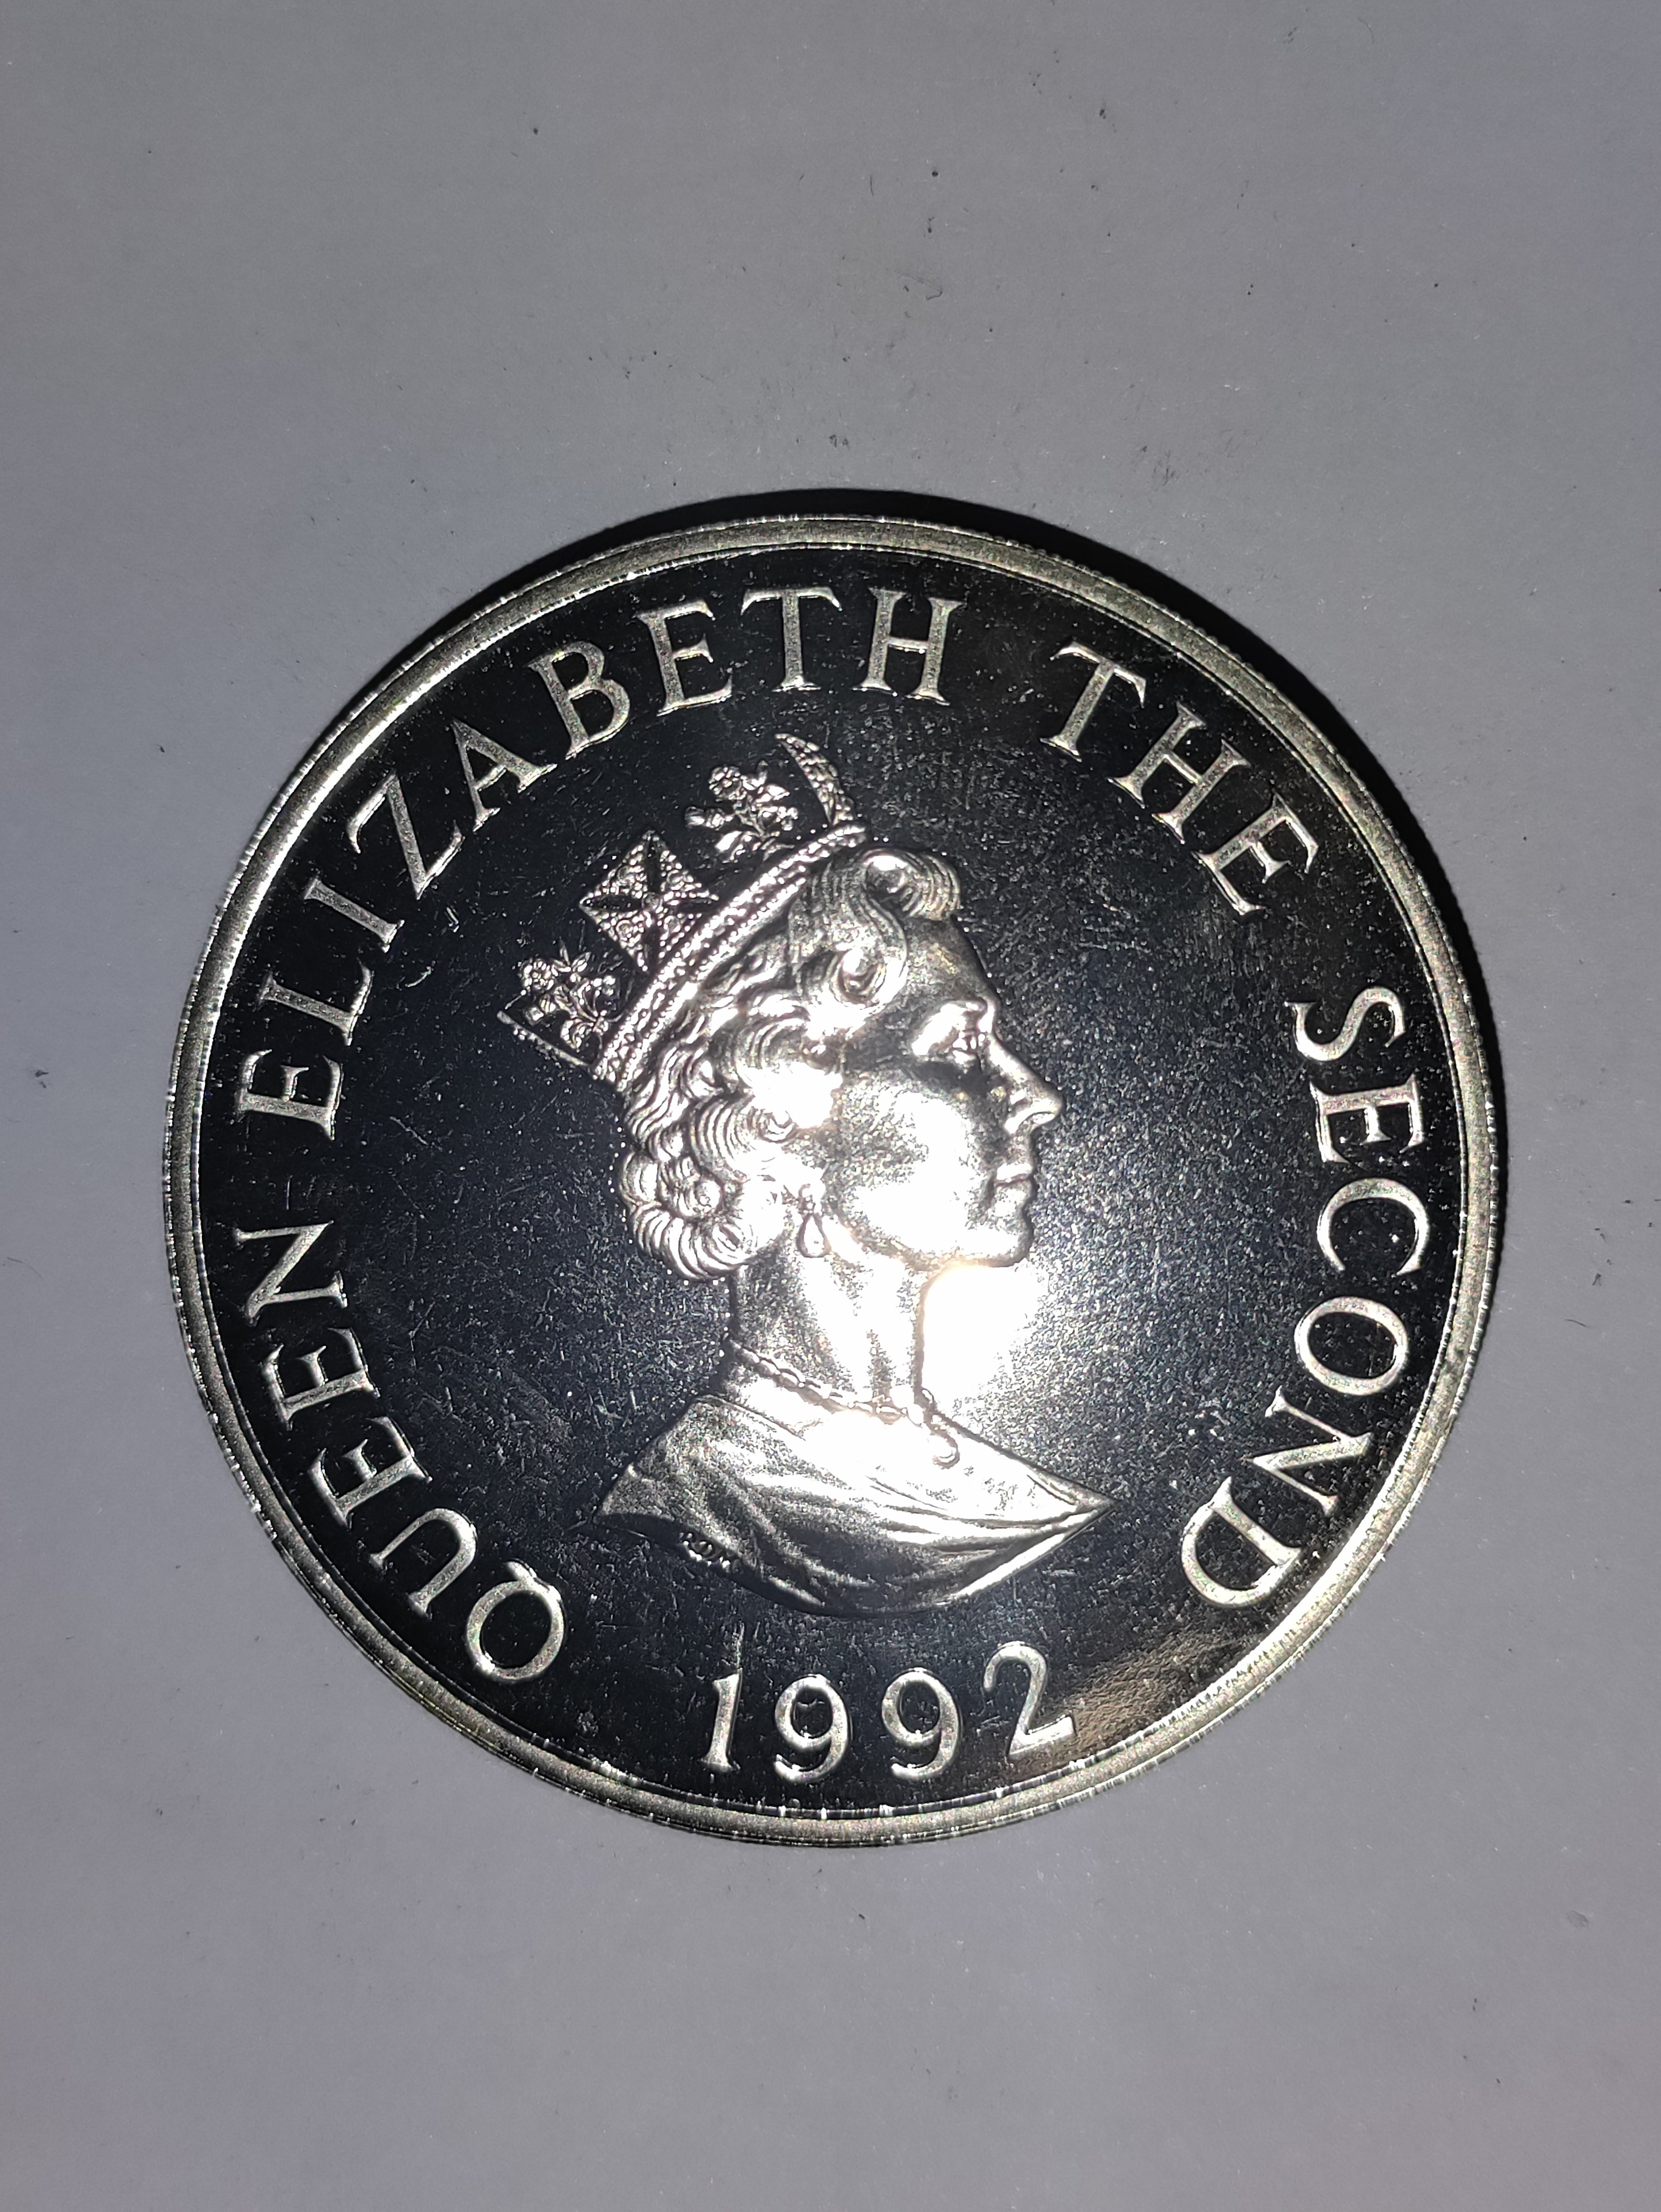 QUEEN ELIZABETH THE SECOND
1992